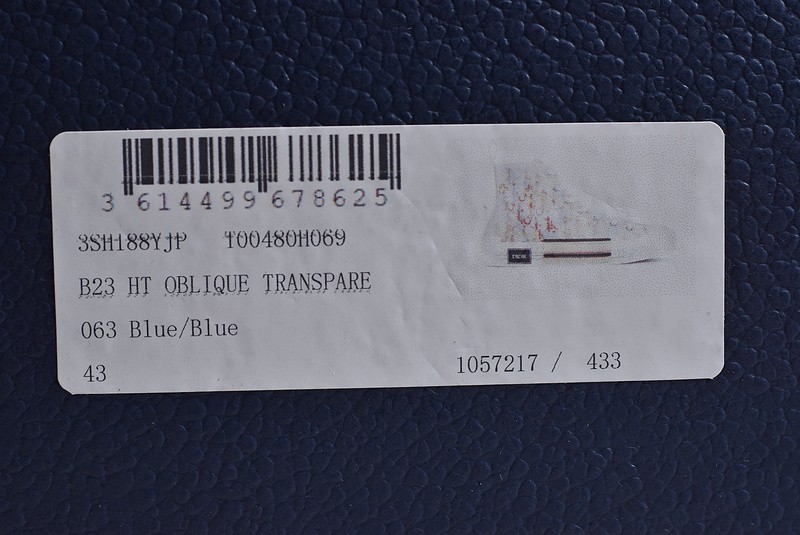 3 614499 678625
3SH188YJP T00480H069
B23 HT OBLIQUE TRANSPARE
063 Blue/Blue
43
1057217 / 433